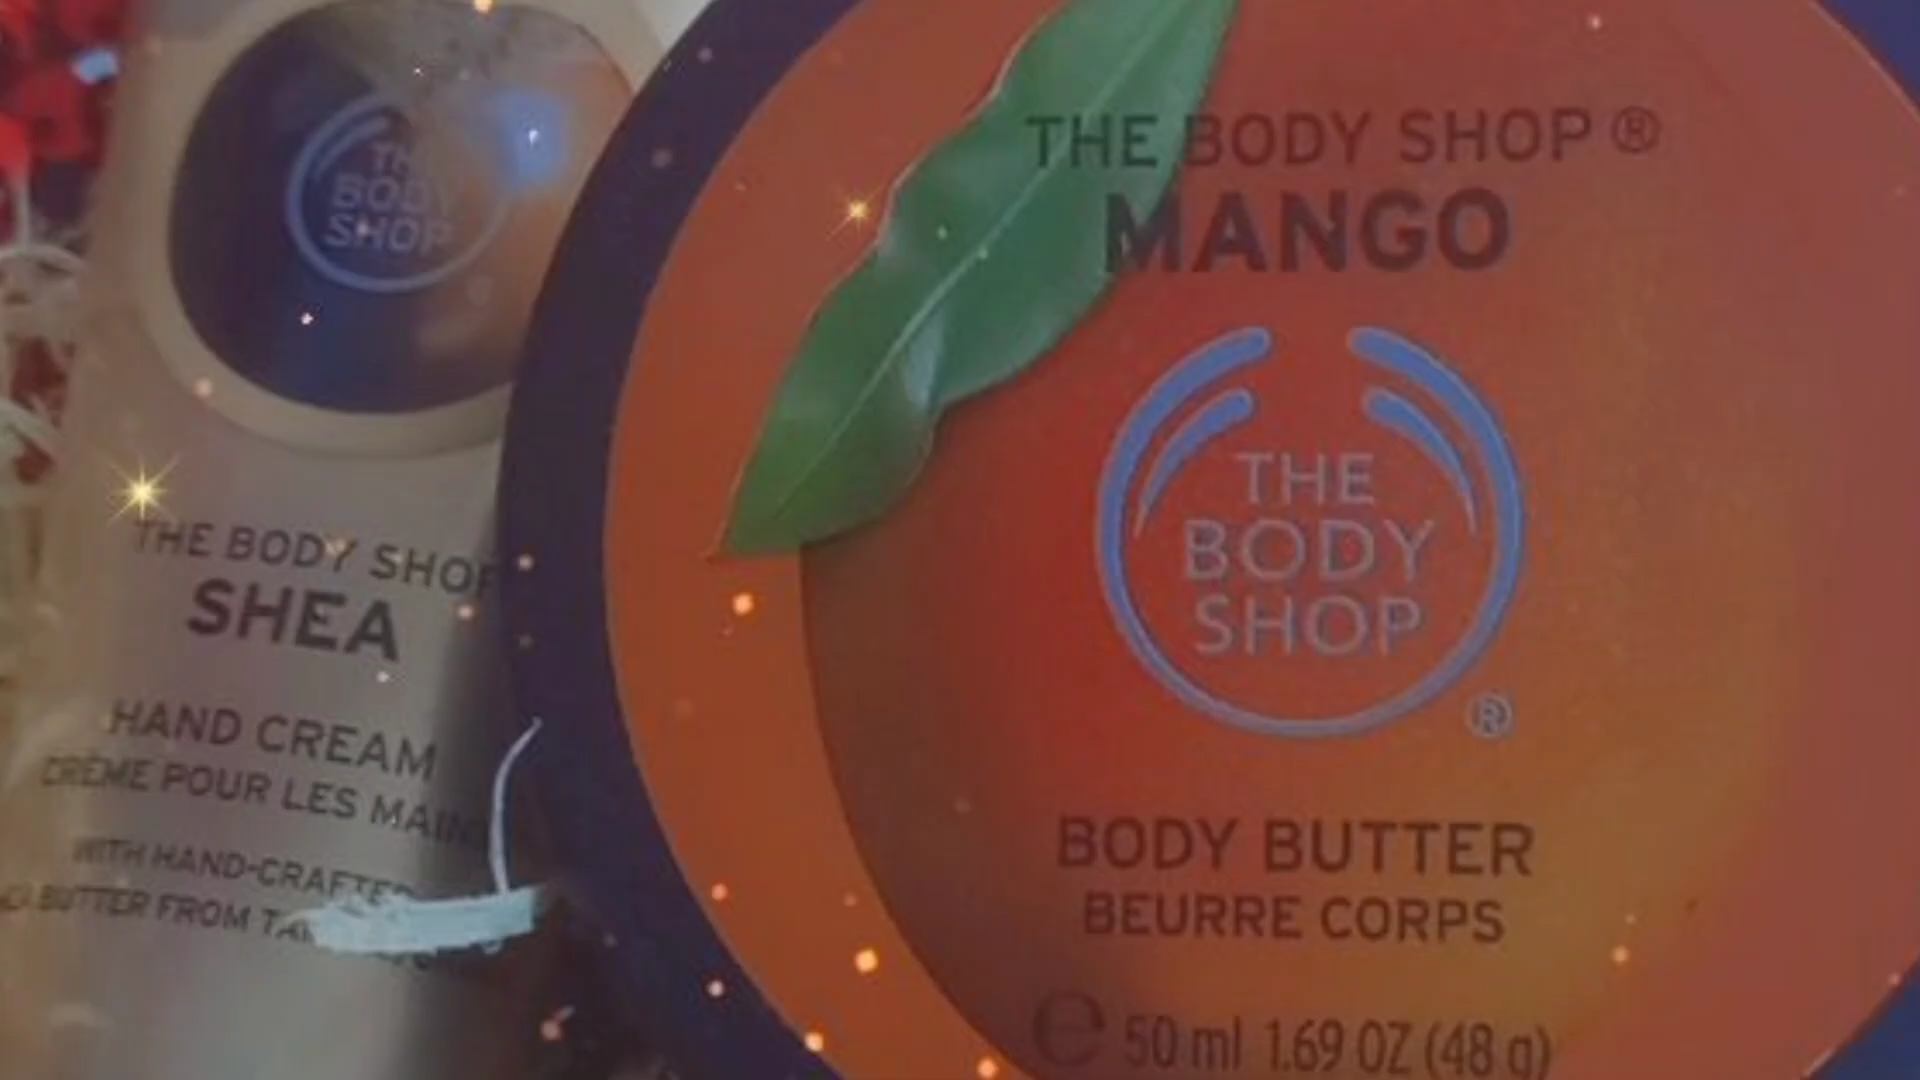 THE
BODY
SHOP
THE BODY SHOP
SHEA
HAND CREAM
CRÈME POUR LES MAINS
WITH HAND-CRAFTED
BUTTER FROM
THE BODY SHOP ®
MANGO
THE
BODY
SHOP
®
BODY BUTTER
BEURRE CORPS
e 50 ml 1.69 OZ (48 g)